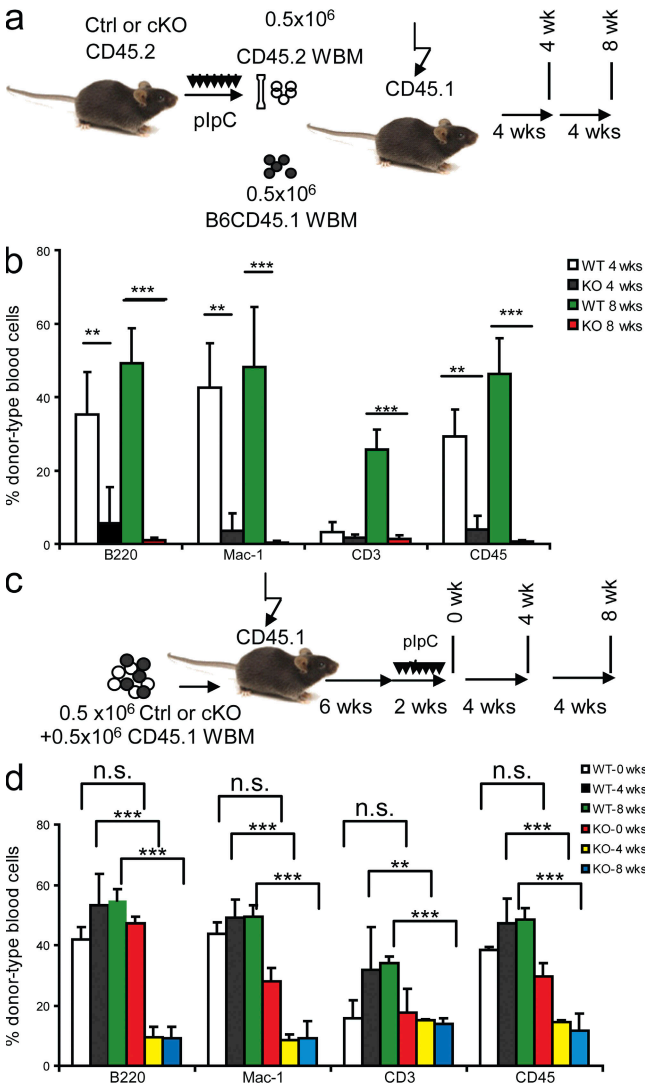 a
Ctrl or cKO
CD45.2
pIpC
0.5x10⁶
CD45.2 WBM
0.5x10⁶
B6CD45.1 WBM
CD45.1
4 wks
4 wks
4 wk
8 wk
b
% donor-type blood cells
80
60
40
20
0
** *** ** *** *** ** ***
B220 Mac-1 CD3 CD45
WT 4 wks
KO 4 wks
WT 8 wks
KO 8 wks
c
0.5 x10⁶ Ctrl or cKO
+0.5x10⁶ CD45.1 WBM
CD45.1
6 wks
pIpC
2 wks
4 wks
4 wks
0 wk
4 wk
8 wk
d
% donor-type blood cells
80
60
40
20
0
n.s. n.s. n.s. n.s.
*** *** ** ***
*** *** *** ***
B220 Mac-1 CD3 CD45
WT-0 wks
WT-4 wks
WT-8 wks
KO-0 wks
KO-4 wks
KO-8 wks